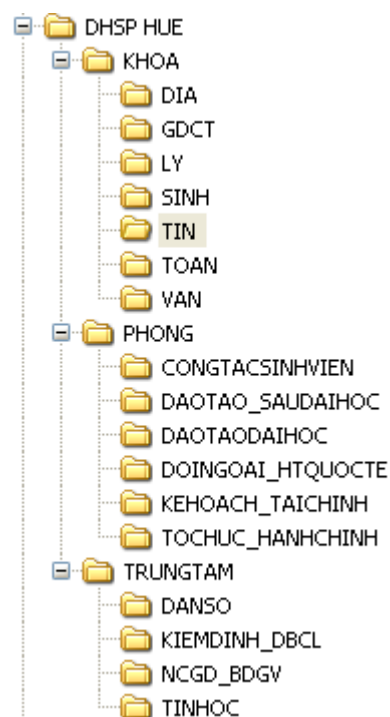 DHSP HUE
KHOA
DIA
GDCT
LY
SINH
TIN
TOAN
VAN
PHONG
CONGTACSINHVIEN
DAOTAO_SAUDAIHOC
DAOTAODAIHOC
DOINGOAI_HTQUOCTE
KEHOACH_TAICHINH
TOCHUC_HANHCHINH
TRUNGTAM
DANSO
KIEMDINH_DBCL
NCGD_BDGV
TINHOC